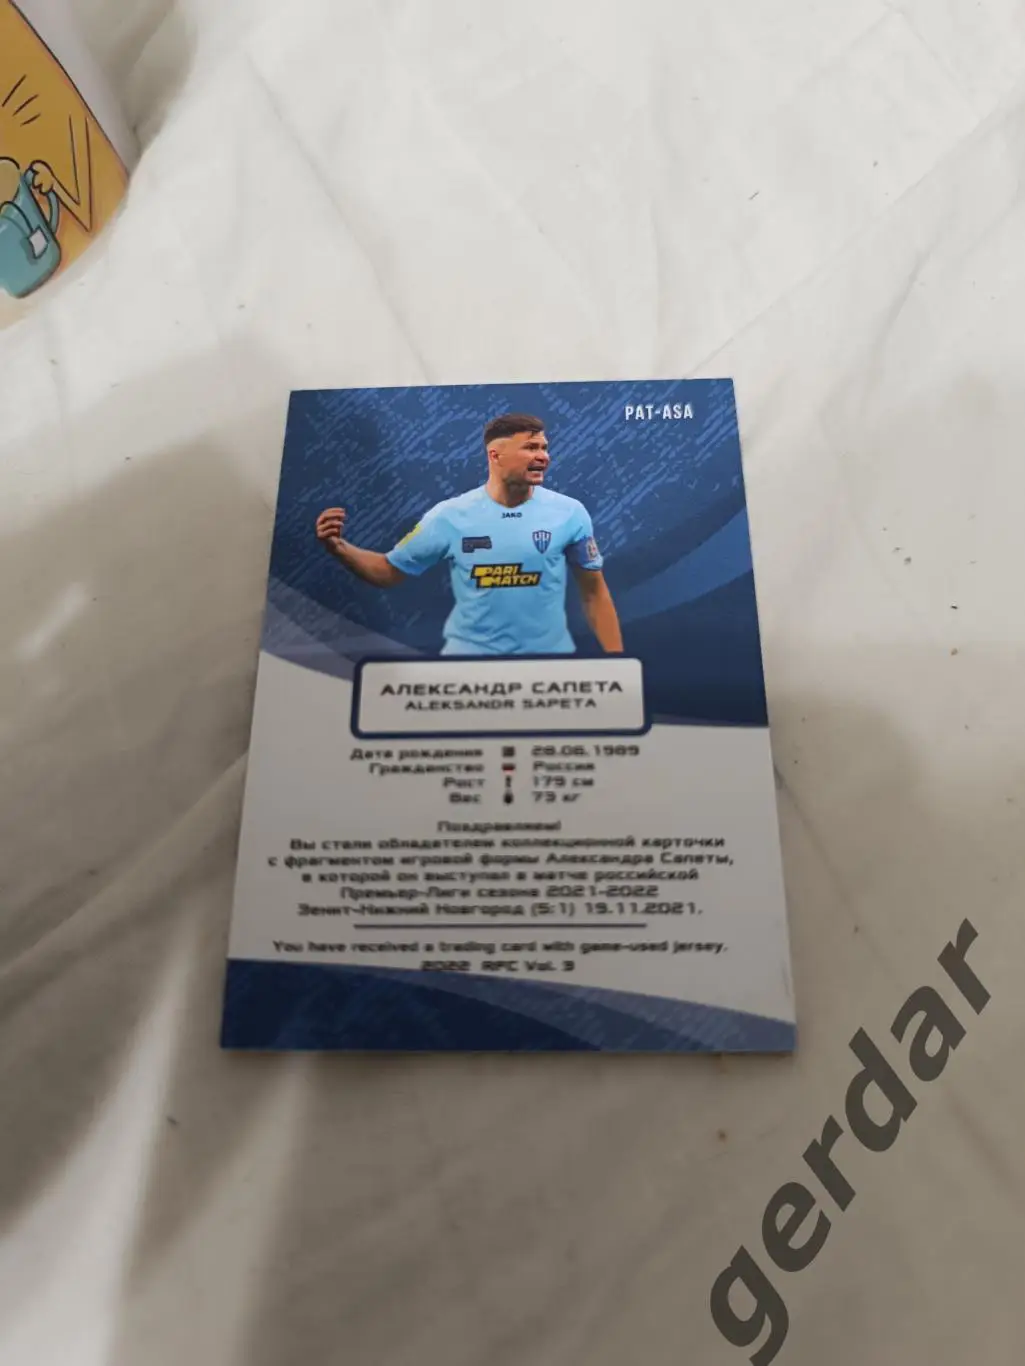 PAT-ASA
JAKO
PARI
MATCH
АЛЕКСАНДР САПЕТА
ALEKSANDR SAPETA
Дата рождения 28.06.1989
Гражданство Россия
Рост 179 см
Вес 73 кг
Поздравляем!
Вы стали обладателем коллекционной карточки
с фрагментом игровой формы Александра Сапеты,
в которой он выступал в матче российской
Премьер-Лиги сезона 2021-2022
Зенит-Нижний Новгород (5:1) 19.11.2021.
You have received a trading card with game-used jersey.
2022 RPC Vol. 3
gerdar